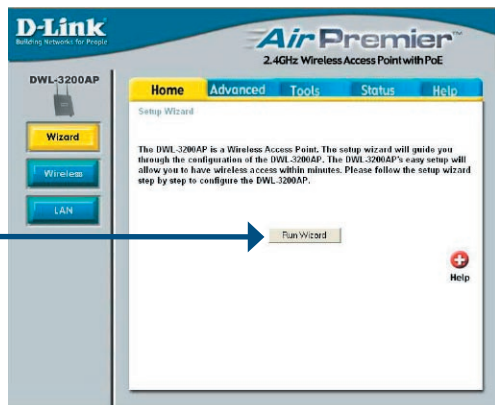 D-Link
Building Networks for People
Air Premier™
2.4GHz Wireless Access Point with PoE
DWL-3200AP
Home Advanced Tools Status Help
Setup Wizard
Wizard
The DWL-3200AP is a Wireless Access Point. The setup wizard will guide you
through the configuration of the DWL-3200AP. The DWL-3200AP's easy setup will
allow you to have wireless access within minutes. Please follow the setup wizard
step by step to configure the DWL-3200AP.
Wireless
LAN
Run Wizard
Help